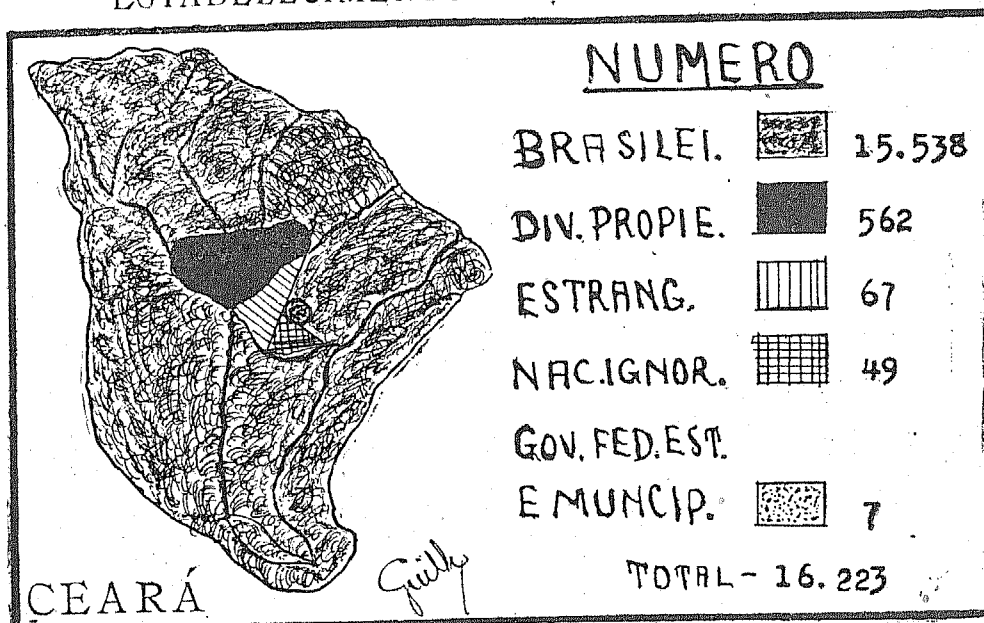 NUMERO
BRASILEI. 15.538
DIV. PROPIE. 562
ESTRANG. 67
NAC.IGNOR. 49
GOV. FED. EST.
E MUNCIP. 7
TOTAL - 16.223
CEARÁ